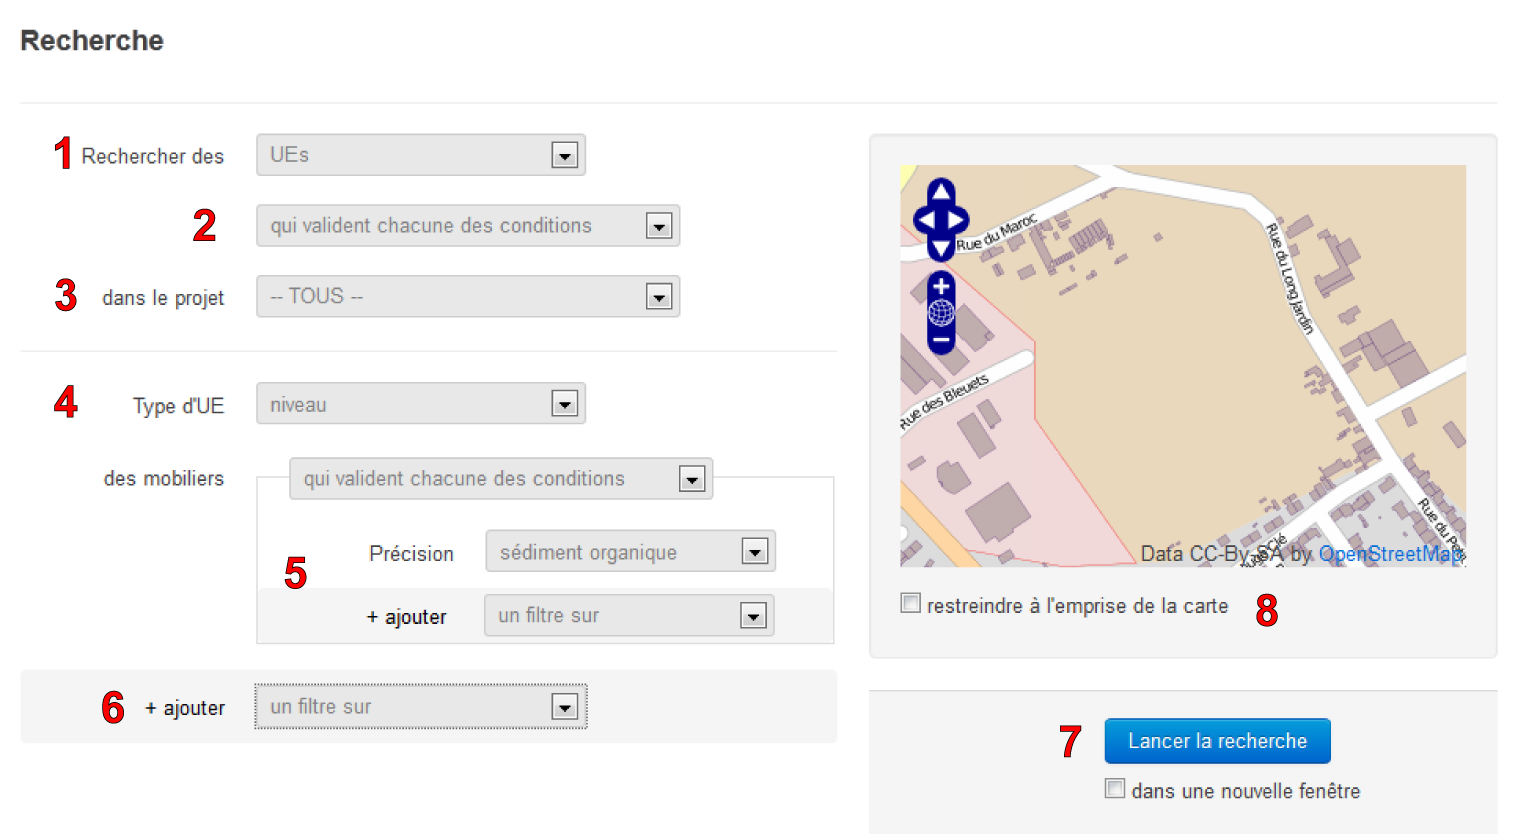 Recherche
1 Rechercher des UEs
2 qui valident chacune des conditions
3 dans le projet -- TOUS --
4 Type d'UE niveau
des mobiliers qui valident chacune des conditions
5 Précision sédiment organique
+ ajouter un filtre sur
6 + ajouter un filtre sur
Rue du Maroc
Rue du Long Jardin
Rue des Bleuets
Rue du
Data CC-By-SA by OpenStreetMap
restreindre à l'emprise de la carte 8
7 Lancer la recherche
dans une nouvelle fenêtre